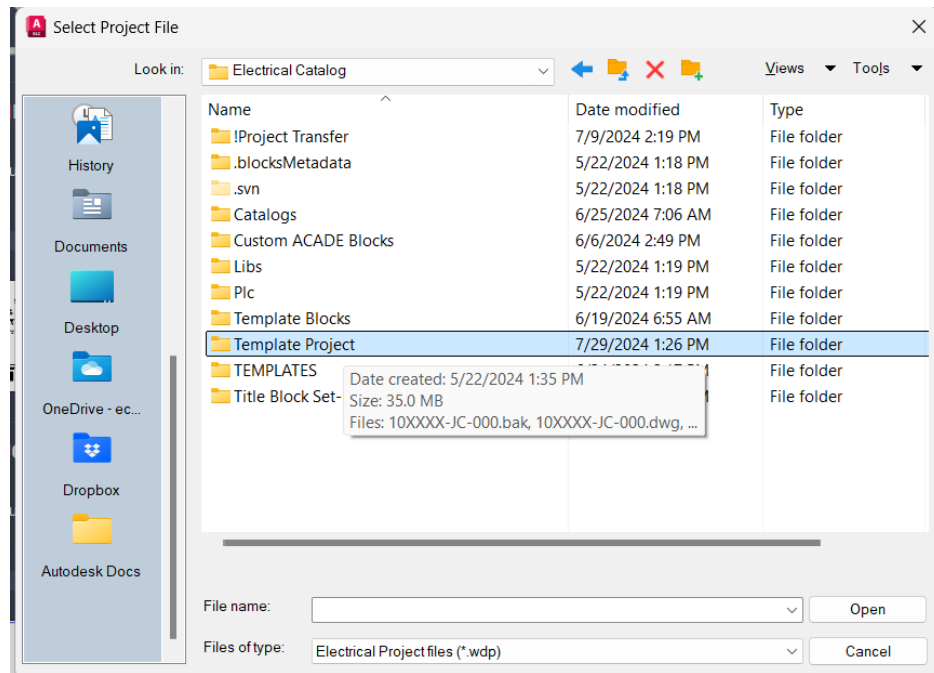 Select Project File
Look in: Electrical Catalog Views Tools
Name Date modified Type
!Project Transfer 7/9/2024 2:19 PM File folder
.blocksMetadata 5/22/2024 1:18 PM File folder
.svn 5/22/2024 1:18 PM File folder
Catalogs 6/25/2024 7:06 AM File folder
Custom ACADE Blocks 6/6/2024 2:49 PM File folder
Libs 5/22/2024 1:19 PM File folder
Plc 5/22/2024 1:19 PM File folder
Template Blocks 6/19/2024 6:55 AM File folder
Template Project 7/29/2024 1:26 PM File folder
TEMPLATES File folder
Title Block Set- File folder
Date created: 5/22/2024 1:35 PM
Size: 35.0 MB
Files: 10XXXX-JC-000.bak, 10XXXX-JC-000.dwg, ...
History
Documents
Desktop
OneDrive - ec...
Dropbox
Autodesk Docs
File name: Open
Files of type: Electrical Project files (*.wdp) Cancel